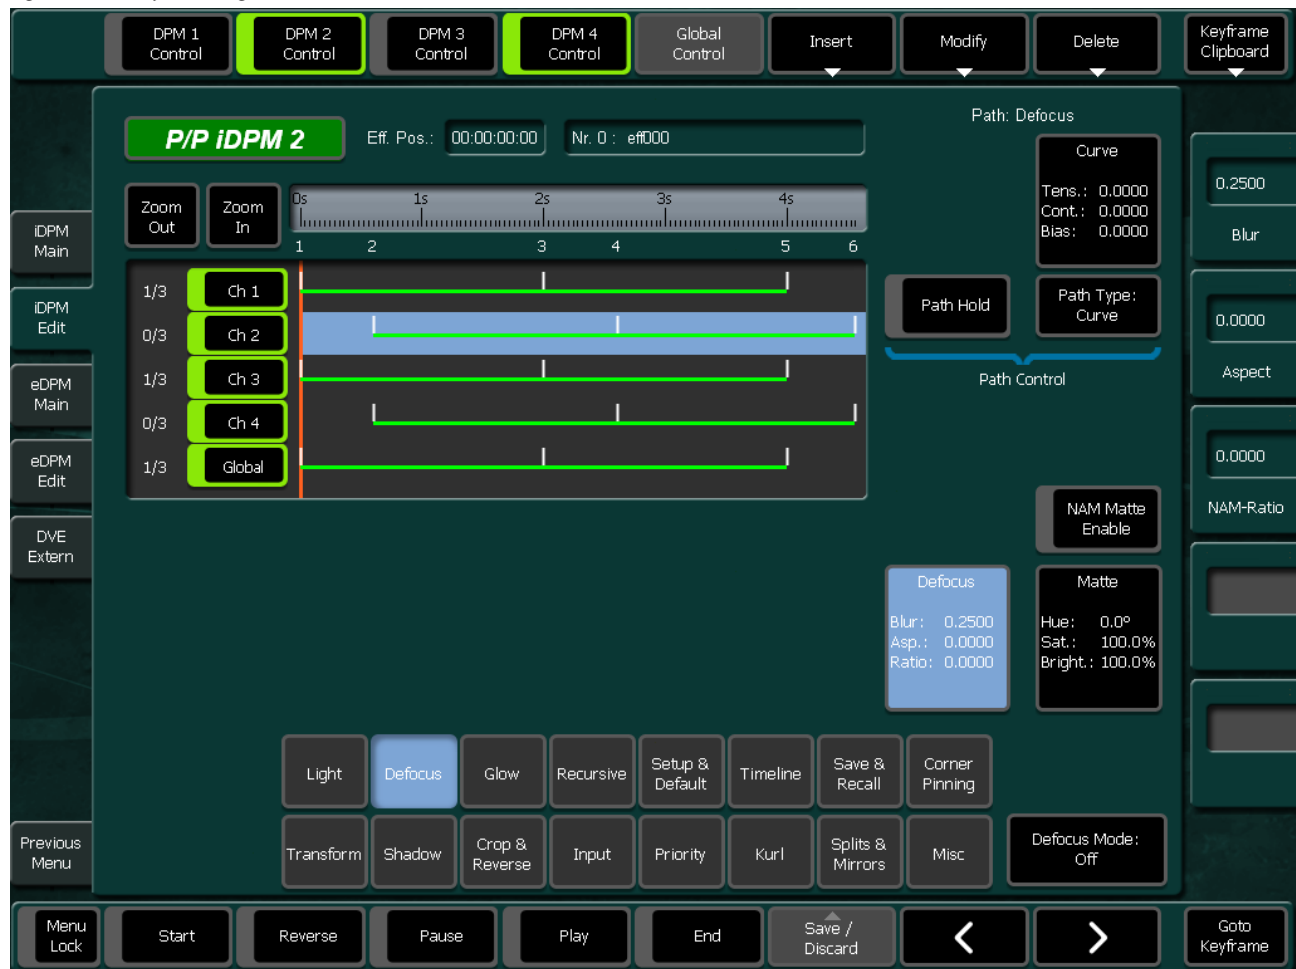 DPM 1
Control
DPM 2
Control
DPM 3
Control
DPM 4
Control
Global
Control
Insert
Modify
Delete
Keyframe
Clipboard
P/P iDPM 2
Eff. Pos.: 00:00:00:00
Nr. 0 : eff000
Path: Defocus
Curve
Tens.: 0.0000
Cont.: 0.0000
Bias: 0.0000
0.2500
Blur
Zoom
Out
Zoom
In
0s 1s 2s 3s 4s
1 2 3 4 5 6
iDPM
Main
iDPM
Edit
eDPM
Main
eDPM
Edit
DVE
Extern
1/3 Ch 1
0/3 Ch 2
1/3 Ch 3
0/3 Ch 4
1/3 Global
Path Hold
Path Type:
Curve
Path Control
0.0000
Aspect
0.0000
NAM-Ratio
NAM Matte
Enable
Defocus
Blur: 0.2500
Asp.: 0.0000
Ratio: 0.0000
Matte
Hue: 0.0°
Sat.: 100.0%
Bright.: 100.0%
Light
Defocus
Glow
Recursive
Setup &
Default
Timeline
Save &
Recall
Corner
Pinning
Previous
Menu
Transform
Shadow
Crop &
Reverse
Input
Priority
Kurl
Splits &
Mirrors
Misc
Defocus Mode:
Off
Menu
Lock
Start
Reverse
Pause
Play
End
Save /
Discard
<
>
Goto
Keyframe